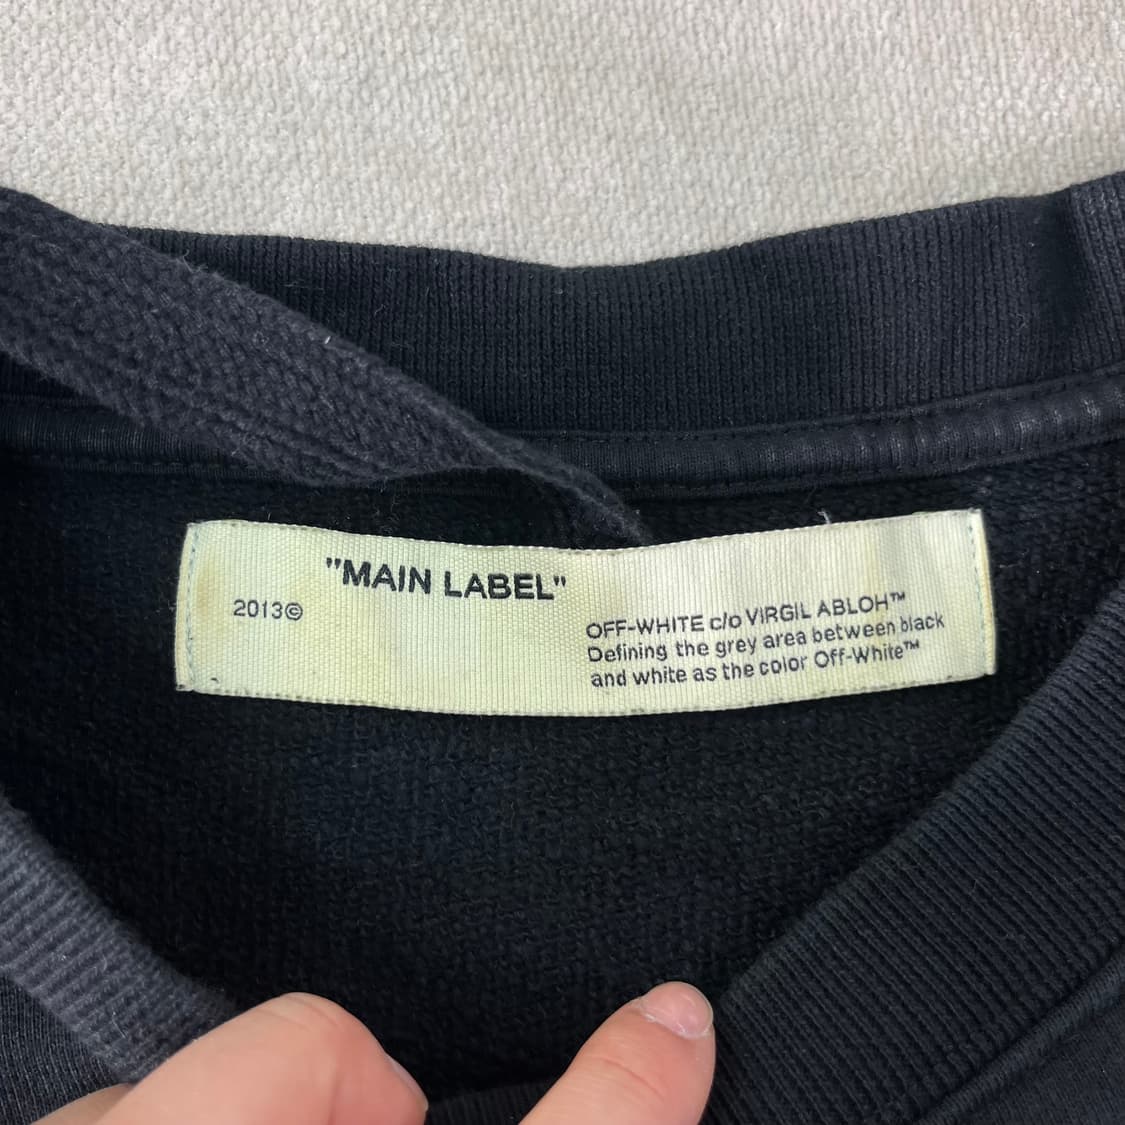 "MAIN LABEL"
2013©
OFF-WHITE c/o VIRGIL ABLOH™
Defining the grey area between black
and white as the color Off-White™